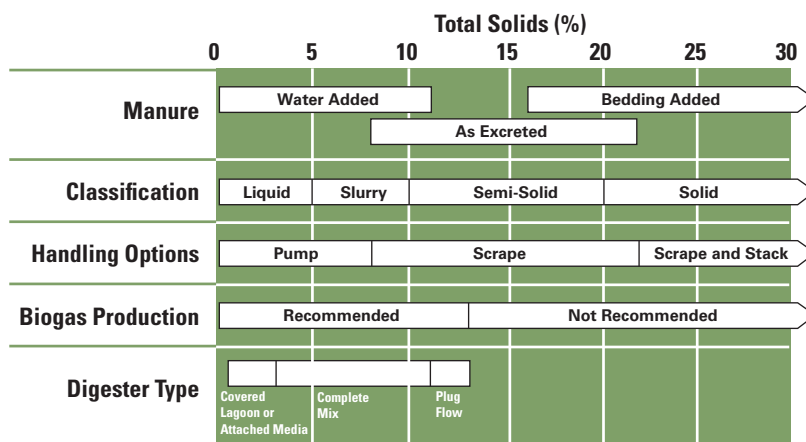 Total Solids (%)
0 5 10 15 20 25 30
Manure
Water Added
Bedding Added
As Excreted
Classification
Liquid
Slurry
Semi-Solid
Solid
Handling Options
Pump
Scrape
Scrape and Stack
Biogas Production
Recommended
Not Recommended
Digester Type
Covered
Lagoon or
Attached Media
Complete
Mix
Plug
Flow